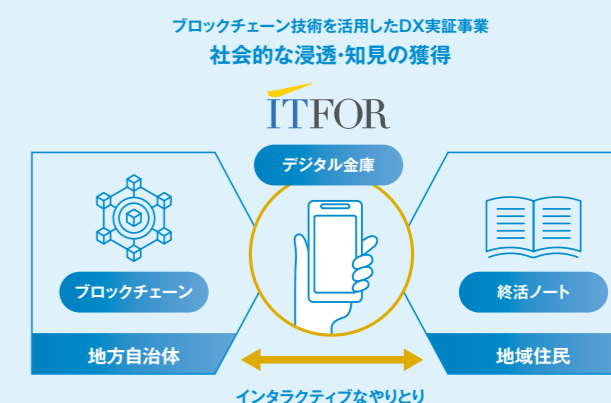 ブロックチェーン技術を活用したDX実証事業
社会的な浸透・知見の獲得
ITFOR
デジタル金庫
ブロックチェーン
終活ノート
地方自治体
地域住民
インタラクティブなやりとり